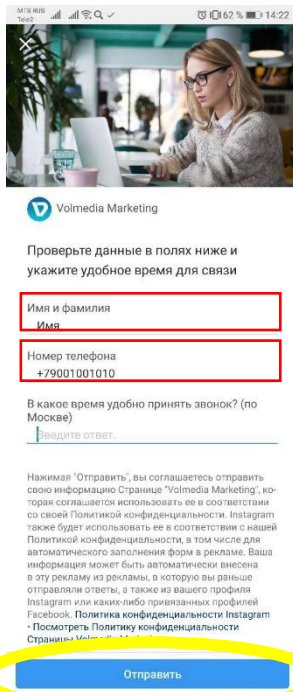 MTS RUS
Tele2
62 % 14:22
Volmedia Marketing
Проверьте данные в полях ниже и
укажите удобное время для связи
Имя и фамилия
Имя
Номер телефона
+79001001010
В какое время удобно принять звонок? (по
Москве)
Введите ответ.
Нажимая "Отправить", вы соглашаетесь отправить
свою информацию Странице "Volmedia Marketing", ко-
торая соглашается использовать ее в соответствии
со своей Политикой конфиденциальности. Instagram
также будет использовать ее в соответствии с нашей
Политикой конфиденциальности, в том числе для
автоматического заполнения форм в рекламе. Ваша
информация может быть автоматически внесена
в эту рекламу из рекламы, в которую вы раньше
отправляли ответы, а также из вашего профиля
Instagram или каких-либо привязанных профилей
Facebook. Политика конфиденциальности Instagram
· Посмотреть Политику конфиденциальности
Страницы
Отправить